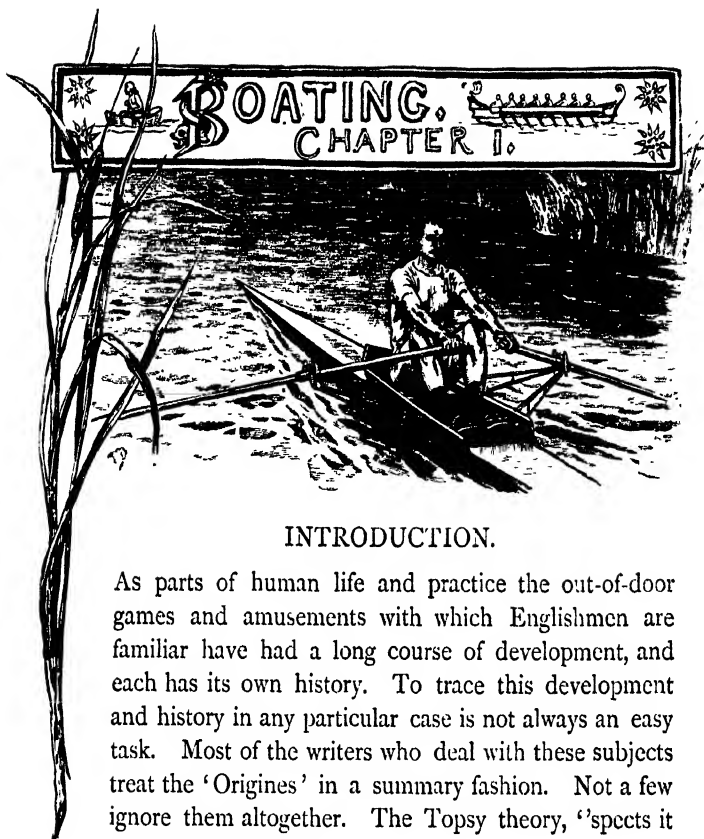 BOATING.
CHAPTER I.
INTRODUCTION.
As parts of human life and practice the out-of-door
games and amusements with which Englishmen are
familiar have had a long course of development, and
each has its own history. To trace this development
and history in any particular case is not always an easy
task. Most of the writers who deal with these subjects
treat the ‘Origines’ in a summary fashion. Not a few
ignore them altogether. The Topsy theory, ‘’spects it